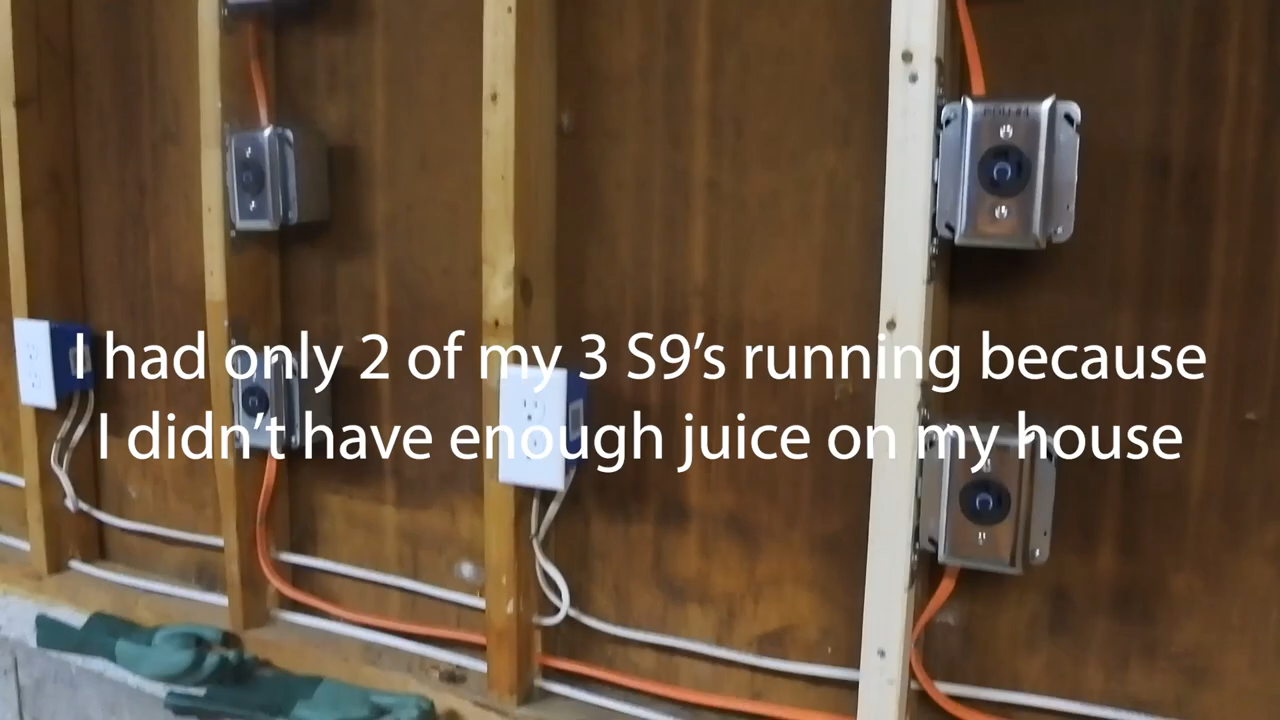 I had only 2 of my 3 S9’s running because
I didn’t have enough juice on my house